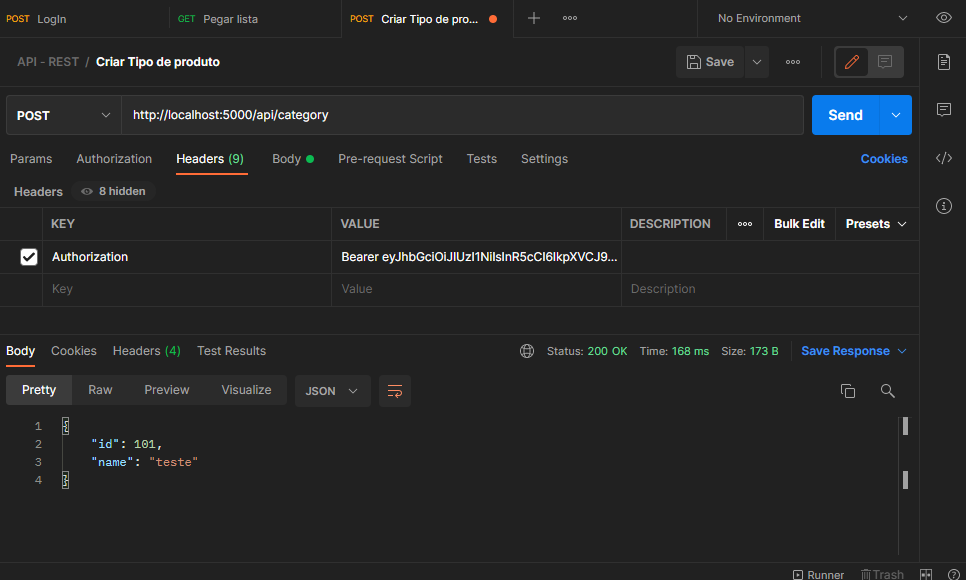 POST LogIn GET Pegar lista POST Criar Tipo de pro... No Environment
API - REST / Criar Tipo de produto Save
POST http://localhost:5000/api/category Send
Params Authorization Headers (9) Body Pre-request Script Tests Settings Cookies
Headers 8 hidden
KEY VALUE DESCRIPTION Bulk Edit Presets
Authorization Bearer eyJhbGciOiJIUzI1NiIsInR5cCI6IkpXVCJ9...
Key Value Description
Body Cookies Headers (4) Test Results Status: 200 OK Time: 168 ms Size: 173 B Save Response
Pretty Raw Preview Visualize JSON
1 {
2 "id": 101,
3 "name": "teste"
4 }
Runner Trash